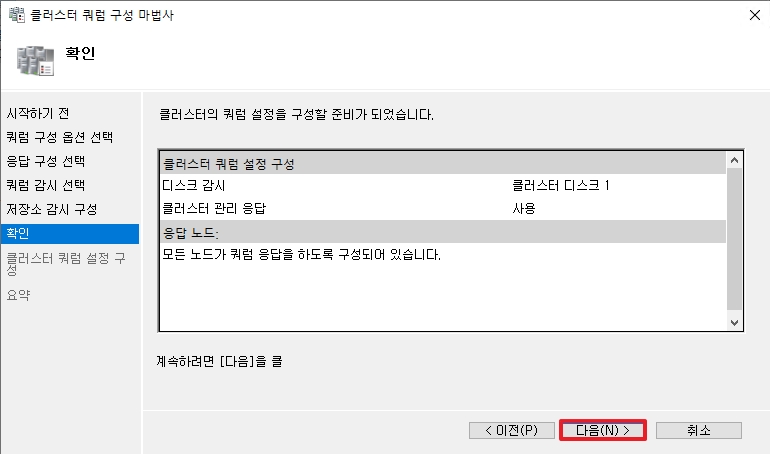 클러스터 쿼럼 구성 마법사
확인
시작하기 전
쿼럼 구성 옵션 선택
응답 구성 선택
쿼럼 감시 선택
저장소 감시 구성
확인
클러스터 쿼럼 설정 구
성
요약
클러스터의 쿼럼 설정을 구성할 준비가 되었습니다.
클러스터 쿼럼 설정 구성
디스크 감시 클러스터 디스크 1
클러스터 관리 응답 사용
응답 노드:
모든 노드가 쿼럼 응답을 하도록 구성되어 있습니다.
계속하려면 [다음]을 클
< 이전(P) 다음(N) > 취소